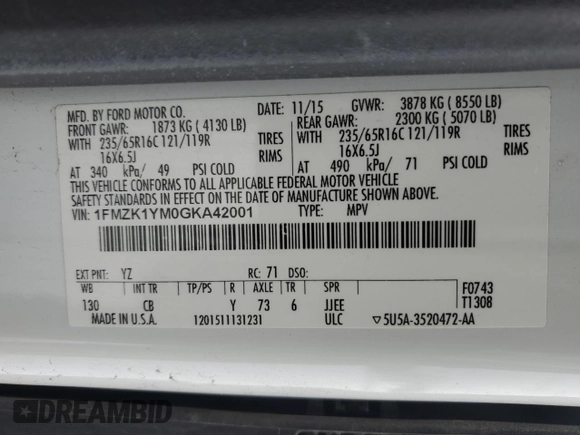 MFD. BY FORD MOTOR CO.
DATE: 11/15 GVWR: 3878 KG ( 8550 LB)
FRONT GAWR: 1873 KG ( 4130 LB)
REAR GAWR: 2300 KG ( 5070 LB)
WITH 235/65R16C 121/119R TIRES
WITH 235/65R16C 121/119R TIRES
16X6.5J RIMS
16X6.5J RIMS
AT 340 kPa/ 49 PSI COLD
AT 490 kPa/ 71 PSI COLD
THIS VEHICLE CONFORMS TO ALL APPLICABLE FEDERAL MOTOR VEHICLE
SAFETY STANDARDS IN EFFECT ON THE DATE OF MANUFACTURE SHOWN ABOVE.
VIN: 1FMZK1YM0GKA42001 TYPE: MPV
EXT PNT: YZ RC: 71 DSO:
WB INT TR TP/PS R AXLE TR SPR F0743
130 CB Y 73 6 JJEE T1308
MADE IN U.S.A. 1201511131231 ULC ▽5U5A-3520472-AA
DREAMBID